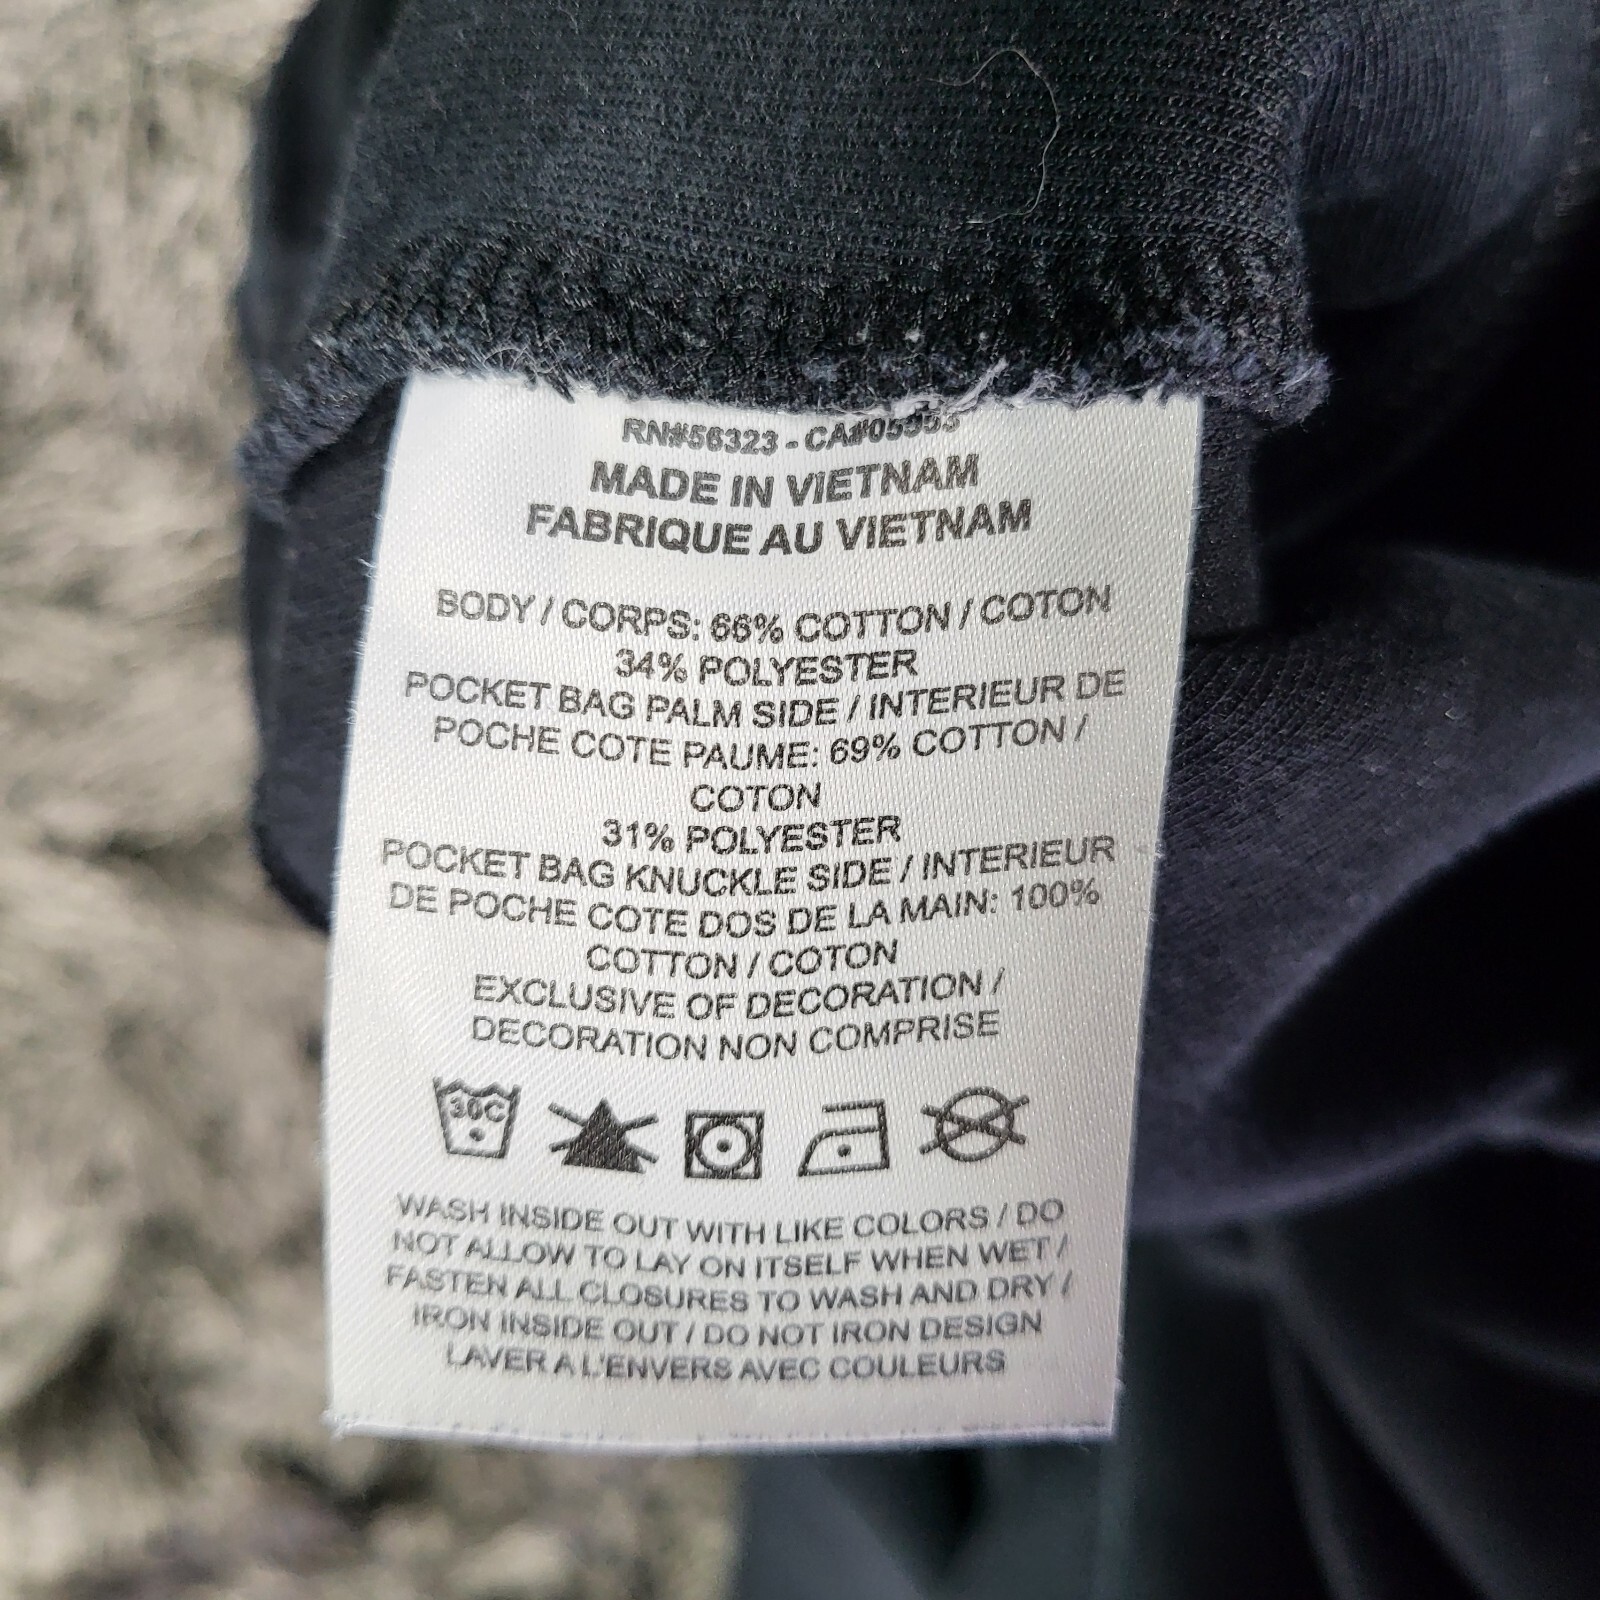 RN#56323 - CA#05553
MADE IN VIETNAM
FABRIQUE AU VIETNAM
BODY / CORPS: 66% COTTON / COTON
34% POLYESTER
POCKET BAG PALM SIDE / INTERIEUR DE
POCHE COTE PAUME: 69% COTTON /
COTON
31% POLYESTER
POCKET BAG KNUCKLE SIDE / INTERIEUR
DE POCHE COTE DOS DE LA MAIN: 100%
COTTON / COTON
EXCLUSIVE OF DECORATION /
DECORATION NON COMPRISE
30C
WASH INSIDE OUT WITH LIKE COLORS / DO
NOT ALLOW TO LAY ON ITSELF WHEN WET /
FASTEN ALL CLOSURES TO WASH AND DRY /
IRON INSIDE OUT / DO NOT IRON DESIGN
LAVER A L'ENVERS AVEC COULEURS